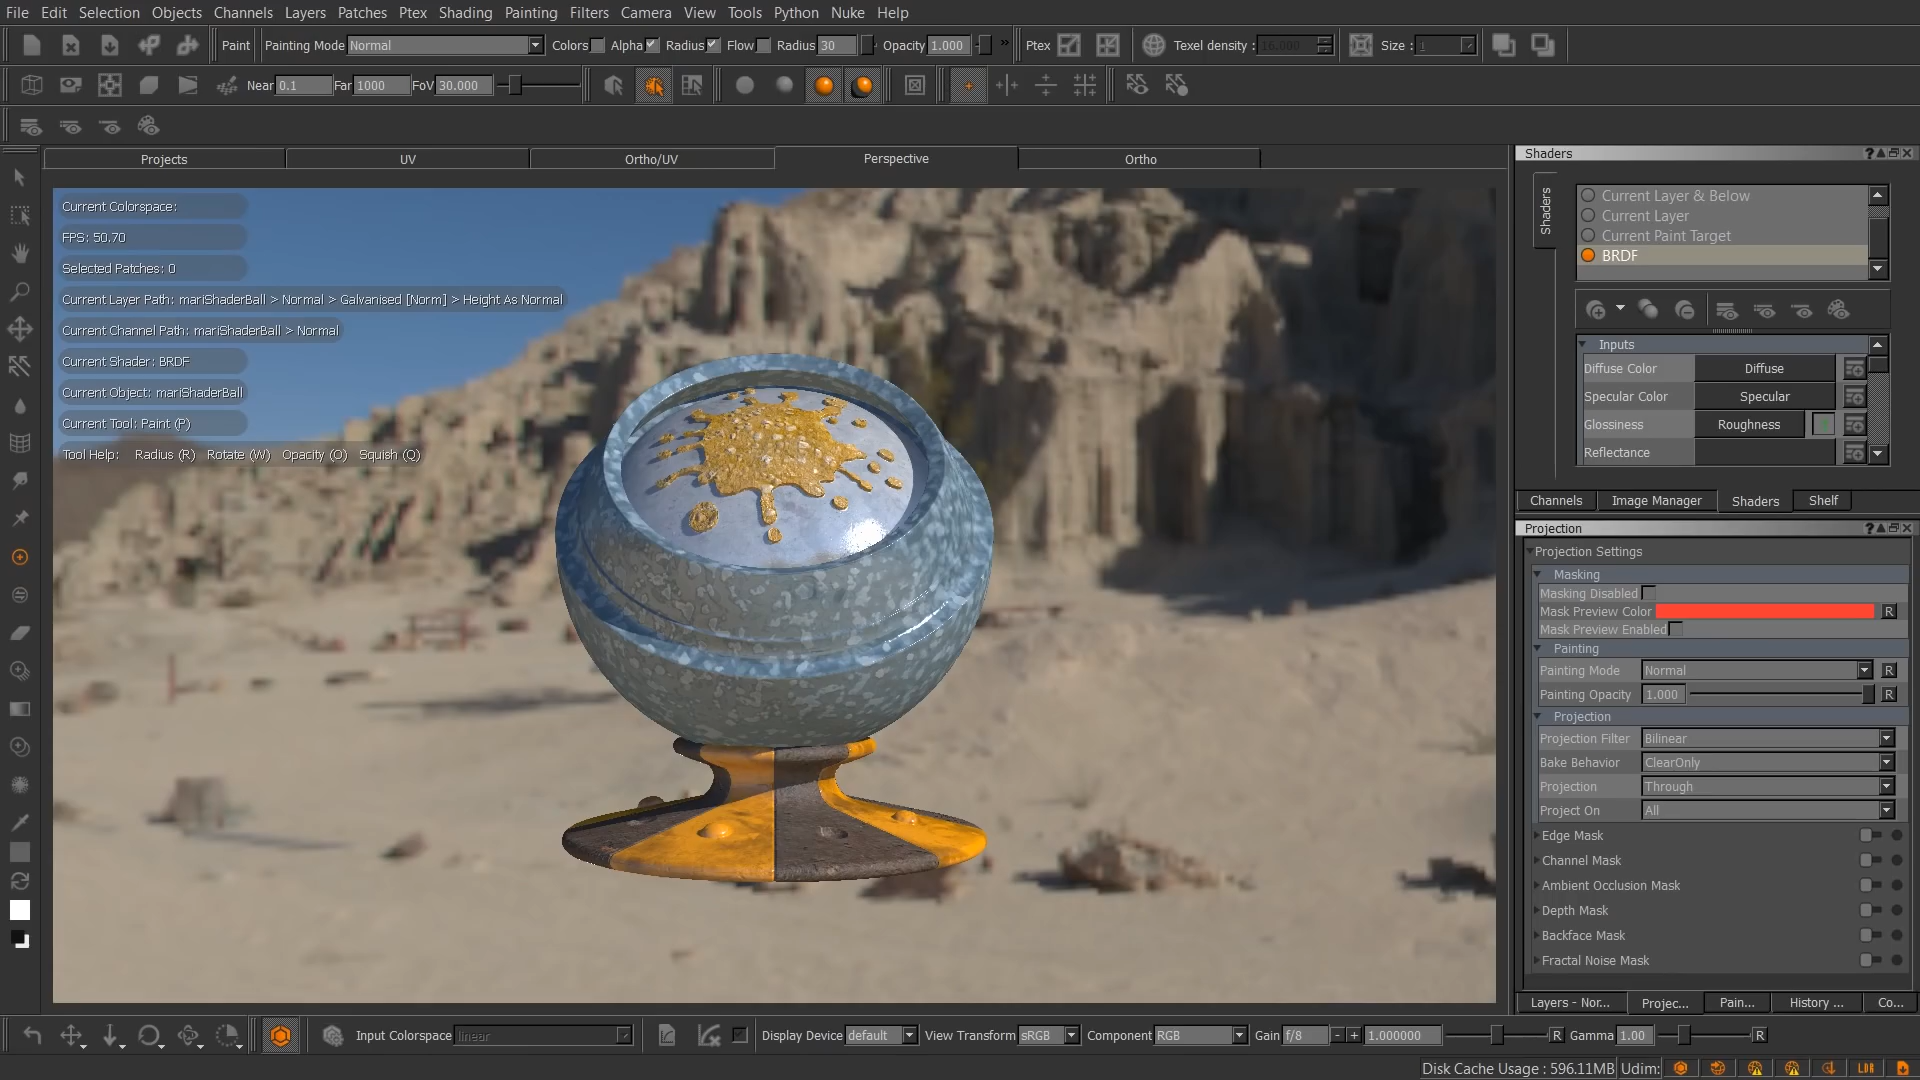 File Edit Selection Objects Channels Layers Patches Ptex Shading Painting Filters Camera View Tools Python Nuke Help
Paint Painting Mode Normal Colors Alpha Radius Flow Radius 30 Opacity 1.000 » Ptex Texel density : 16.000 Size : 1
Near 0.1 Far 1000 FoV 30.000
Projects UV Ortho/UV Perspective Ortho
Current Colorspace:
FPS: 50.70
Selected Patches: 0
Current Layer Path: mariShaderBall > Normal > Galvanised [Norm] > Height As Normal
Current Channel Path: mariShaderBall > Normal
Current Shader: BRDF
Current Object: mariShaderBall
Current Tool: Paint (P)
Tool Help: Radius (R) Rotate (W) Opacity (O) Squish (Q)
Shaders
Shaders
Current Layer & Below
Current Layer
Current Paint Target
BRDF
Inputs
Diffuse Color Diffuse
Specular Color Specular
Glossiness Roughness
Reflectance
Channels Image Manager Shaders Shelf
Projection
Projection Settings
Masking
Masking Disabled
Mask Preview Color R
Mask Preview Enabled
Painting
Painting Mode Normal R
Painting Opacity 1.000 R
Projection
Projection Filter Bilinear
Bake Behavior ClearOnly
Projection Through
Project On All
Edge Mask
Channel Mask
Ambient Occlusion Mask
Depth Mask
Backface Mask
Fractal Noise Mask
Layers - Nor... Projec... Pain... History ... Co...
Input Colorspace linear Display Device default View Transform sRGB Component RGB Gain f/8 - + 1.000000 R Gamma 1.00 R
Disk Cache Usage : 596.11MB Udim: LDR